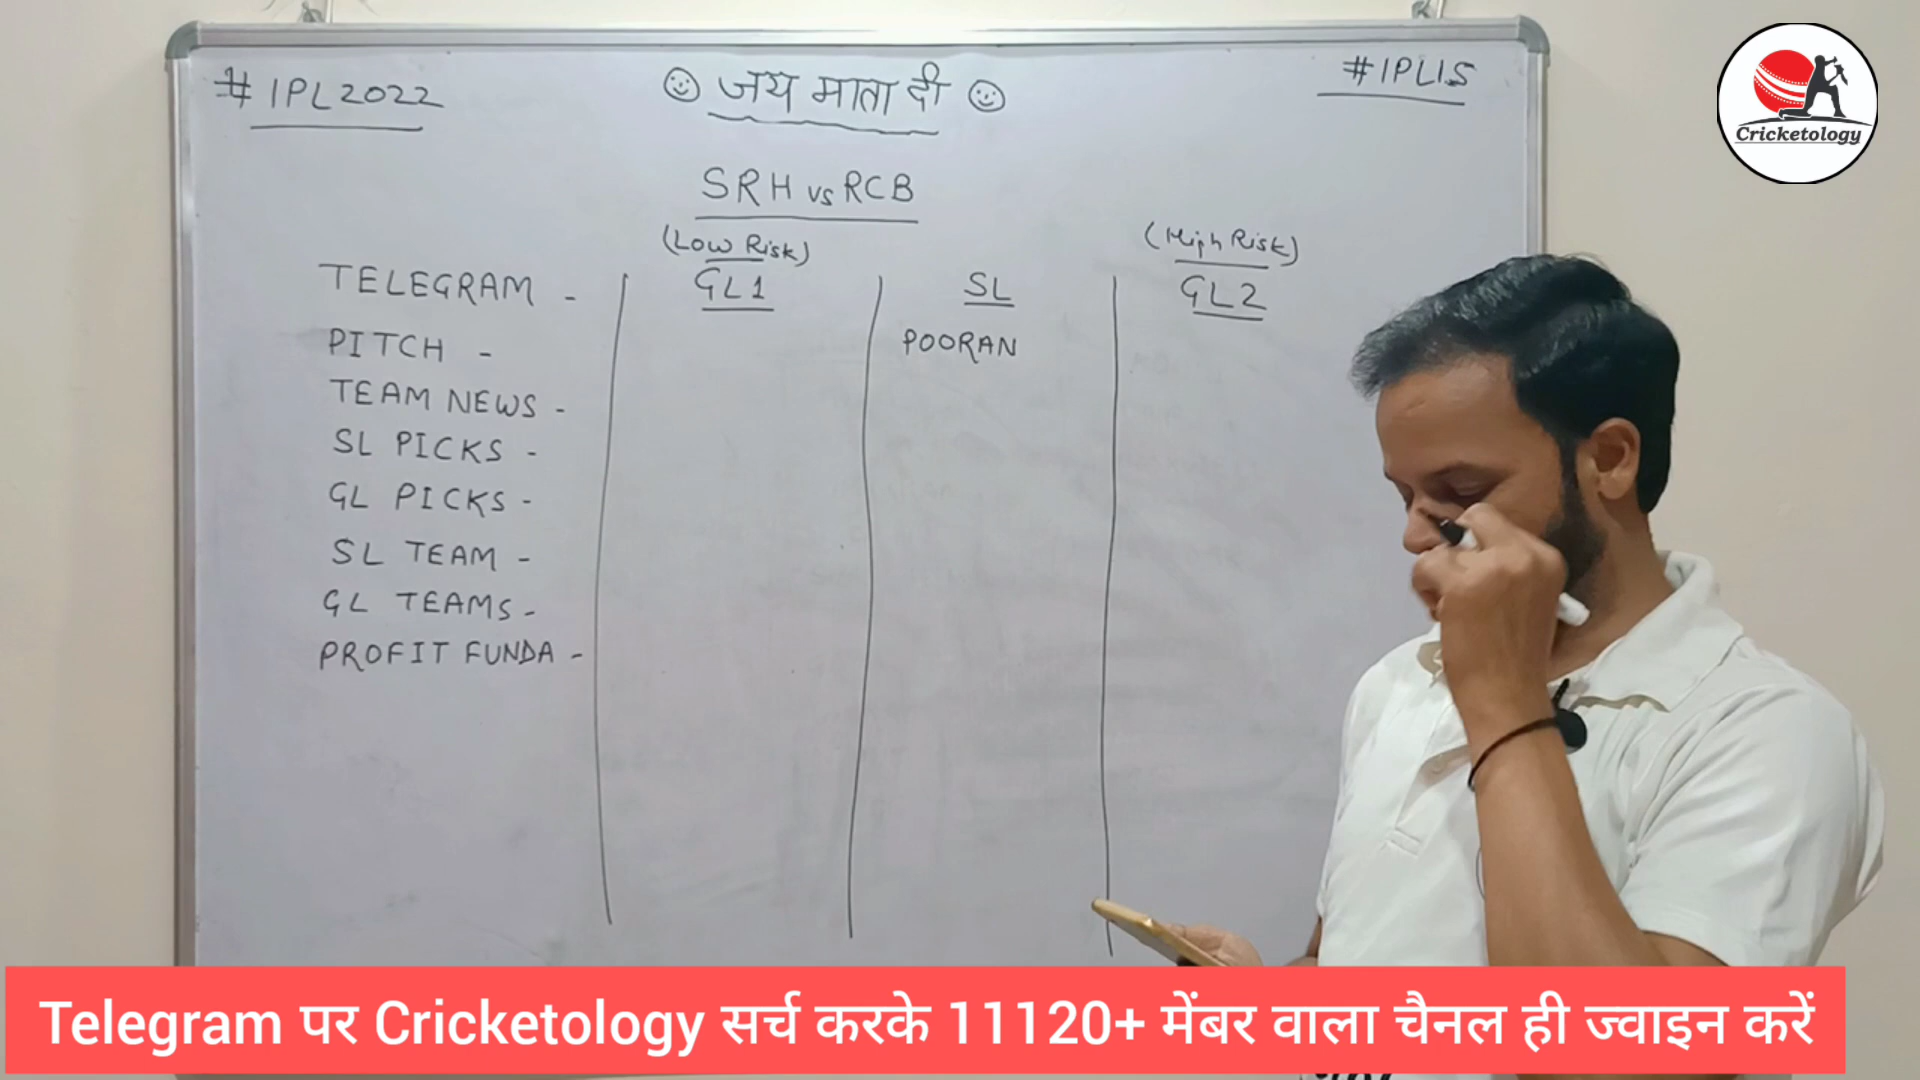 #IPL2022
☺ जय माता दी ☺
#IPL15
Cricketology
SRH vs RCB
(Low Risk)
(High Risk)
TELEGRAM -
GL1
SL
GL2
PITCH -
POORAN
TEAM NEWS -
SL PICKS -
GL PICKS -
SL TEAM -
GL TEAMS -
PROFIT FUNDA -
Telegram पर Cricketology सर्च करके 11120+ मेंबर वाला चैनल ही ज्वाइन करें